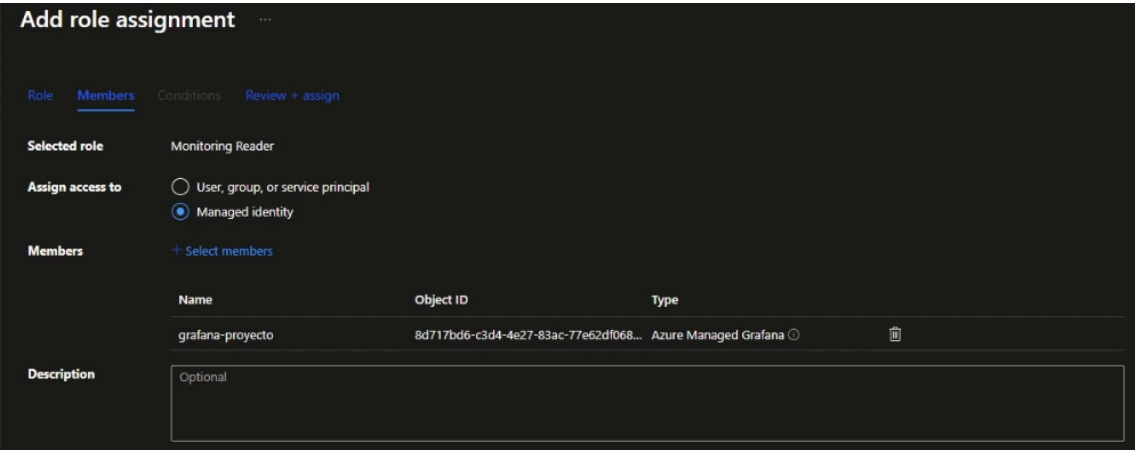 Add role assignment ...
Role Members Conditions Review + assign
Selected role Monitoring Reader
Assign access to User, group, or service principal
Managed identity
Members + Select members
Name Object ID Type
grafana-proyecto 8d717bd6-c3d4-4e27-83ac-77e62df068... Azure Managed Grafana
Description Optional